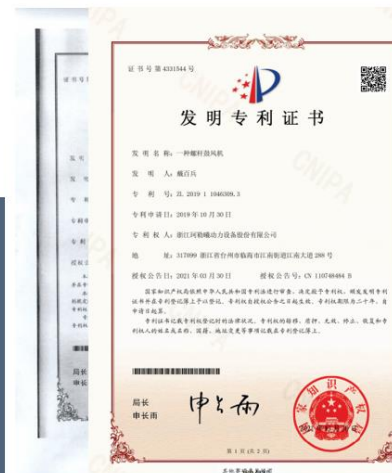 证书号第4331544号
发明专利证书
发 明 名 称：一种螺杆鼓风机
发 明 人：戴百兵
专 利 号：ZL 2019 1 1046309.3
专利申请日：2019年10月30日
专 利 权 人：浙江珂勒曦动力设备股份有限公司
地 址：317000 浙江省台州市临海市江南街道江南大道288号
授权公告日：2021年03月30日 授权公告号：CN 110748484 B
国家知识产权局依照中华人民共和国专利法进行审查，决定授予专利权，颁发发明专利
证书并在专利登记簿上予以登记。专利权自授权公告之日起生效。专利权期限为二十年，自
申请日起算。
专利证书记载专利权登记时的法律状况。专利权的转移、质押、无效、终止、恢复和专
利权人的姓名或名称、国籍、地址变更等事项记载在专利登记簿上。
局长
申长雨
第 1 页 (共 2 页)